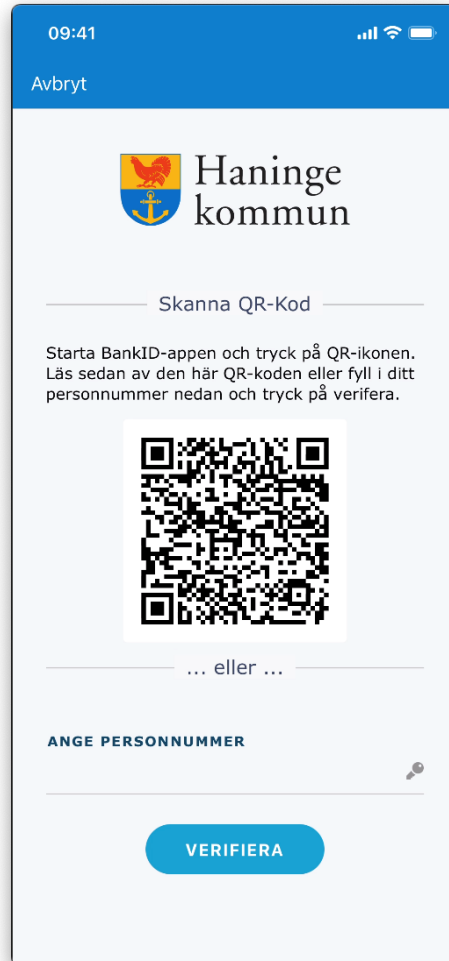 09:41
Avbryt
Haninge
kommun
Skanna QR-Kod
Starta BankID-appen och tryck på QR-ikonen.
Läs sedan av den här QR-koden eller fyll i ditt
personnummer nedan och tryck på verifera.
... eller ...
ANGE PERSONNUMMER
VERIFIERA